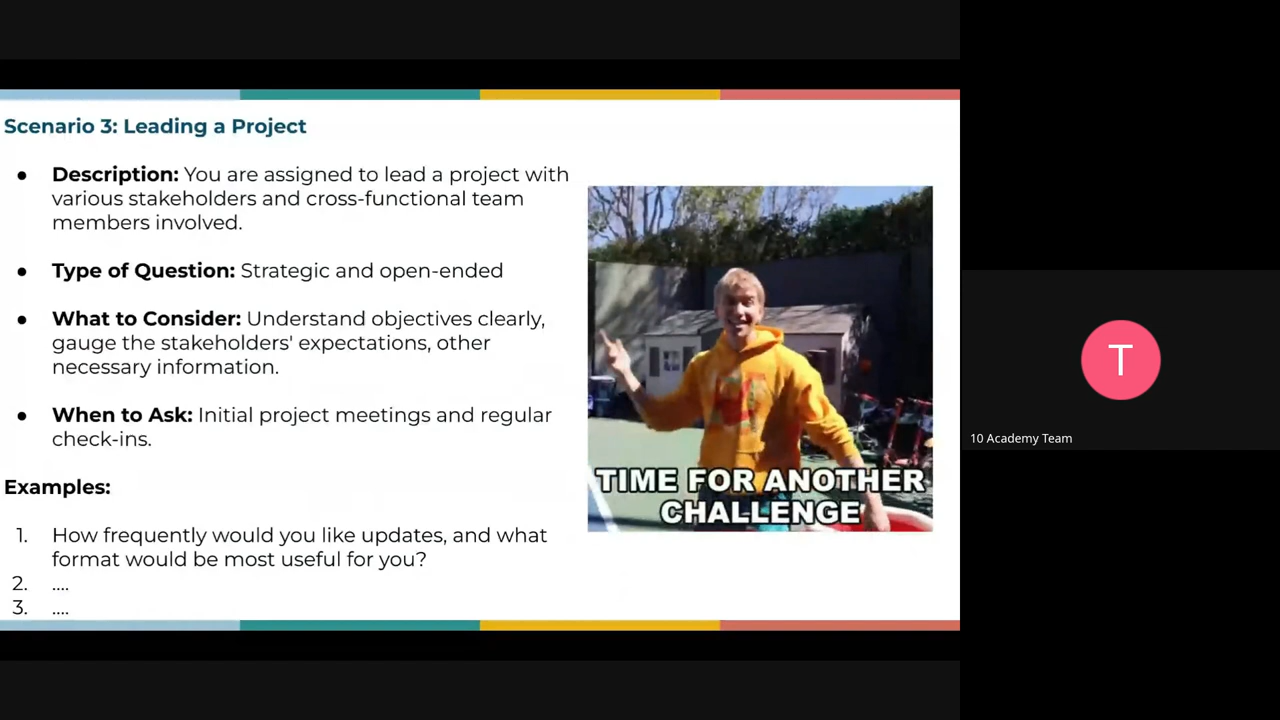 Scenario 3: Leading a Project
● Description: You are assigned to lead a project with
various stakeholders and cross-functional team
members involved.
● Type of Question: Strategic and open-ended
● What to Consider: Understand objectives clearly,
gauge the stakeholders' expectations, other
necessary information.
● When to Ask: Initial project meetings and regular
check-ins.
Examples:
1. How frequently would you like updates, and what
format would be most useful for you?
2. ....
3. ....
TIME FOR ANOTHER
CHALLENGE
T
10 Academy Team